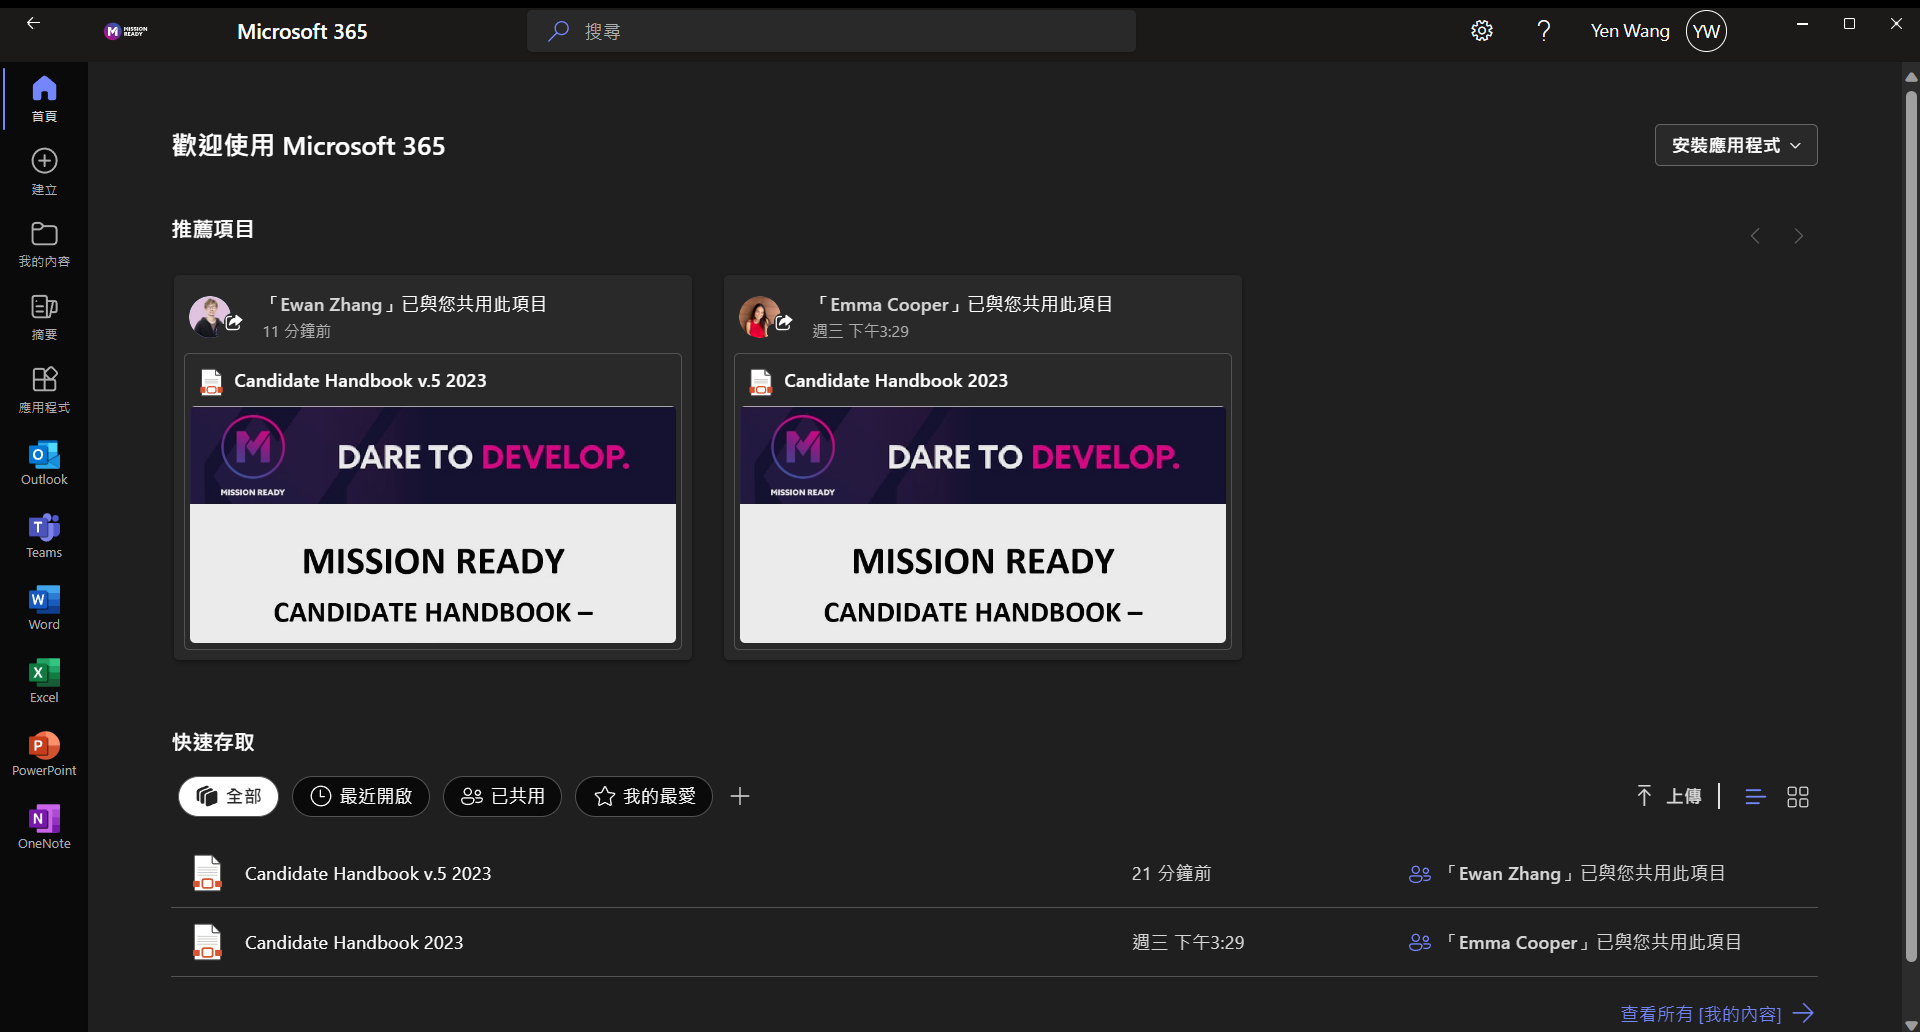 MISSION READY
Microsoft 365
搜尋
?
Yen Wang
YW
首頁
建立
我的內容
摘要
應用程式
Outlook
Teams
Word
Excel
PowerPoint
OneNote
歡迎使用 Microsoft 365
安裝應用程式
推薦項目
「Ewan Zhang」已與您共用此項目
11 分鐘前
Candidate Handbook v.5 2023
DARE TO DEVELOP.
MISSION READY
MISSION READY
CANDIDATE HANDBOOK –
「Emma Cooper」已與您共用此項目
週三 下午3:29
Candidate Handbook 2023
DARE TO DEVELOP.
MISSION READY
MISSION READY
CANDIDATE HANDBOOK –
快速存取
全部
最近開啟
已共用
我的最愛
上傳
Candidate Handbook v.5 2023 21 分鐘前 「Ewan Zhang」已與您共用此項目
Candidate Handbook 2023 週三 下午3:29 「Emma Cooper」已與您共用此項目
查看所有 [我的內容]